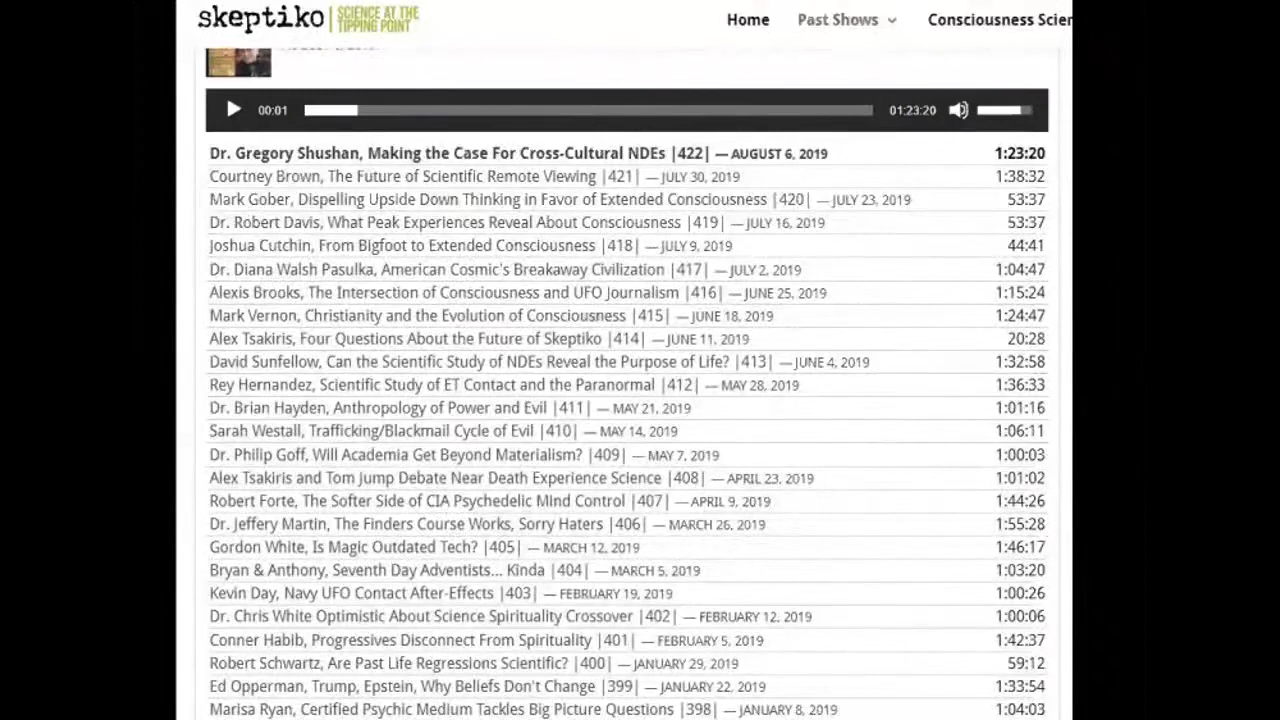 skeptiko | SCIENCE AT THE TIPPING POINT
Home Past Shows Consciousness Scien
00:01 01:23:20
Dr. Gregory Shushan, Making the Case For Cross-Cultural NDEs |422| — AUGUST 6, 2019 1:23:20
Courtney Brown, The Future of Scientific Remote Viewing |421| — JULY 30, 2019 1:38:32
Mark Gober, Dispelling Upside Down Thinking in Favor of Extended Consciousness |420| — JULY 23, 2019 53:37
Dr. Robert Davis, What Peak Experiences Reveal About Consciousness |419| — JULY 16, 2019 53:37
Joshua Cutchin, From Bigfoot to Extended Consciousness |418| — JULY 9, 2019 44:41
Dr. Diana Walsh Pasulka, American Cosmic's Breakaway Civilization |417| — JULY 2, 2019 1:04:47
Alexis Brooks, The Intersection of Consciousness and UFO Journalism |416| — JUNE 25, 2019 1:15:24
Mark Vernon, Christianity and the Evolution of Consciousness |415| — JUNE 18, 2019 1:24:47
Alex Tsakiris, Four Questions About the Future of Skeptiko |414| — JUNE 11, 2019 20:28
David Sunfellow, Can the Scientific Study of NDEs Reveal the Purpose of Life? |413| — JUNE 4, 2019 1:32:58
Rey Hernandez, Scientific Study of ET Contact and the Paranormal |412| — MAY 28, 2019 1:36:33
Dr. Brian Hayden, Anthropology of Power and Evil |411| — MAY 21, 2019 1:01:16
Sarah Westall, Trafficking/Blackmail Cycle of Evil |410| — MAY 14, 2019 1:06:11
Dr. Philip Goff, Will Academia Get Beyond Materialism? |409| — MAY 7, 2019 1:00:03
Alex Tsakiris and Tom Jump Debate Near Death Experience Science |408| — APRIL 23, 2019 1:01:02
Robert Forte, The Softer Side of CIA Psychedelic MInd Control |407| — APRIL 9, 2019 1:44:26
Dr. Jeffery Martin, The Finders Course Works, Sorry Haters |406| — MARCH 26, 2019 1:55:28
Gordon White, Is Magic Outdated Tech? |405| — MARCH 12, 2019 1:46:17
Bryan & Anthony, Seventh Day Adventists... Kinda |404| — MARCH 5, 2019 1:03:20
Kevin Day, Navy UFO Contact After-Effects |403| — FEBRUARY 19, 2019 1:00:26
Dr. Chris White Optimistic About Science Spirituality Crossover |402| — FEBRUARY 12, 2019 1:00:06
Conner Habib, Progressives Disconnect From Spirituality |401| — FEBRUARY 5, 2019 1:42:37
Robert Schwartz, Are Past Life Regressions Scientific? |400| — JANUARY 29, 2019 59:12
Ed Opperman, Trump, Epstein, Why Beliefs Don't Change |399| — JANUARY 22, 2019 1:33:54
Marisa Ryan, Certified Psychic Medium Tackles Big Picture Questions |398| — JANUARY 8, 2019 1:04:03